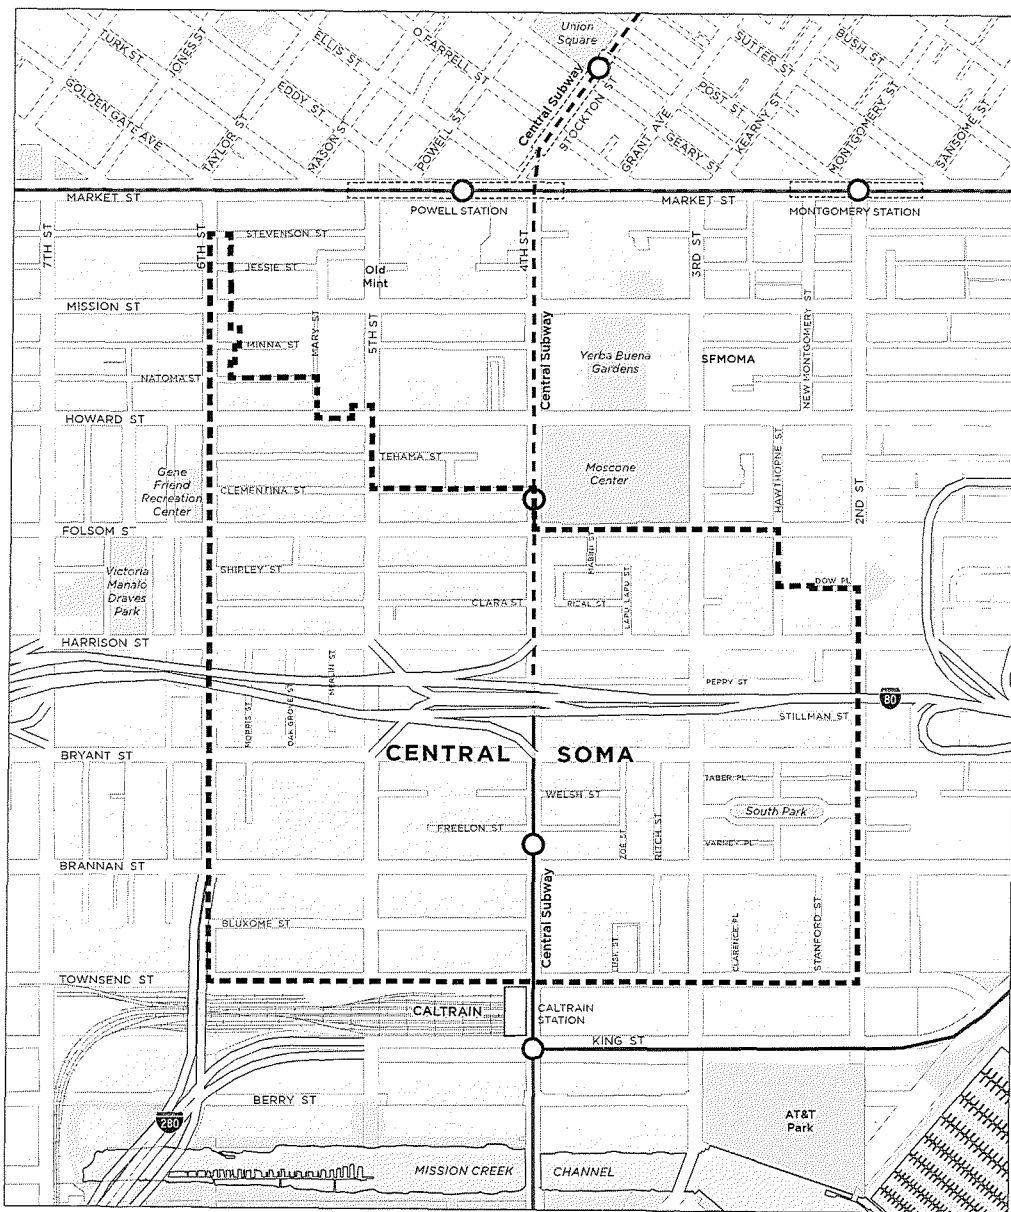 Union
Square
TURK ST
JONES ST
ELLIS ST
O'FARRELL ST
SUTTER ST
BUSH ST
GOLDEN GATE AVE
EDDY ST
Central Subway
POST ST
TAYLOR ST
MASON ST
POWELL ST
STOCKTON ST
GRANT AVE
GEARY ST
KEARNY ST
MONTGOMERY ST
SANSOME ST
MARKET ST
POWELL STATION
MARKET ST
MONTGOMERY STATION
7TH ST
6TH ST
STEVENSON ST
4TH ST
3RD ST
JESSIE ST
Old
Mint
MISSION ST
MARY ST
5TH ST
MINNA ST
Central Subway
Yerba Buena
Gardens
SFMOMA
NEW MONTGOMERY ST
NATOMA ST
HOWARD ST
TEHAMA ST
Gene
Friend
Recreation
Center
CLEMENTINA ST
Moscone
Center
HAWTHORNE ST
2ND ST
FOLSOM ST
Victoria
Manalo
Draves
Park
SHIPLEY ST
MABINI ST
LAPU LAPU ST
DOW PL
CLARA ST
RIZAL ST
HARRISON ST
MERLIN ST
PERRY ST
80
MORRIS ST
OAK GROVE ST
STILLMAN ST
BRYANT ST
CENTRAL SOMA
TABER PL
WELSH ST
South Park
FREELON ST
ZOE ST
RITCH ST
VARNEY PL
BRANNAN ST
Central Subway
BLUXOME ST
LUSK ST
CLARENCE PL
STANFORD ST
TOWNSEND ST
CALTRAIN
CALTRAIN
STATION
KING ST
BERRY ST
280
AT&T
Park
MISSION CREEK CHANNEL